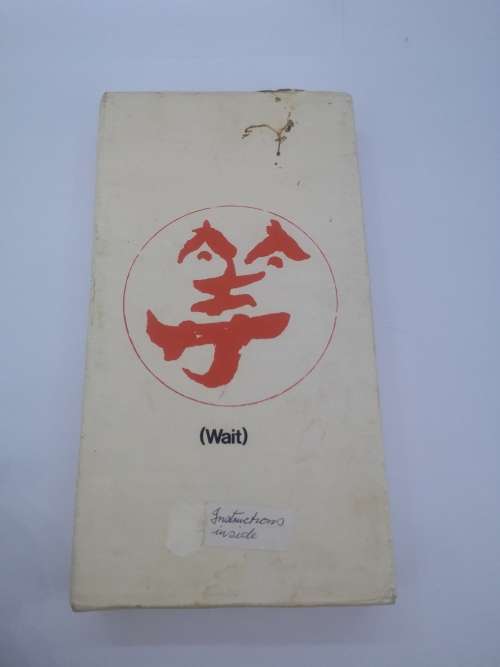 等
(Wait)
Instructions
inside